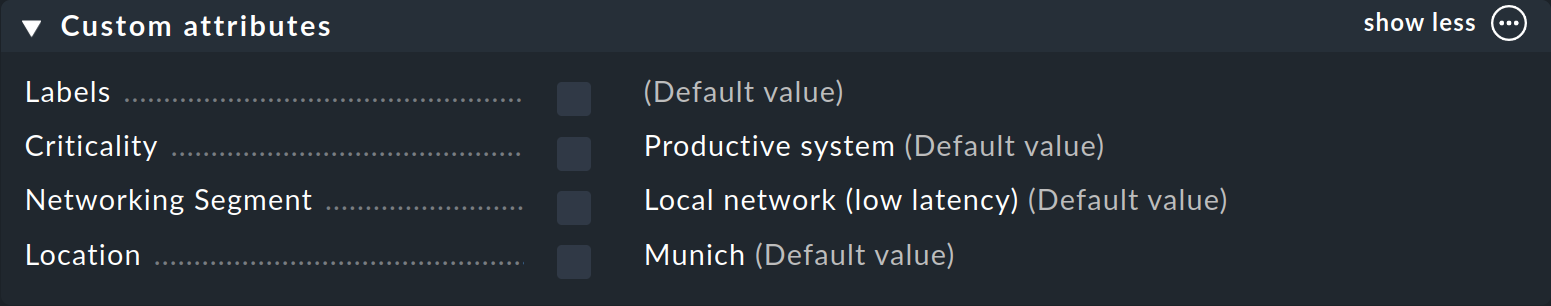 Custom attributes show less
Labels (Default value)
Criticality Productive system (Default value)
Networking Segment Local network (low latency) (Default value)
Location Munich (Default value)